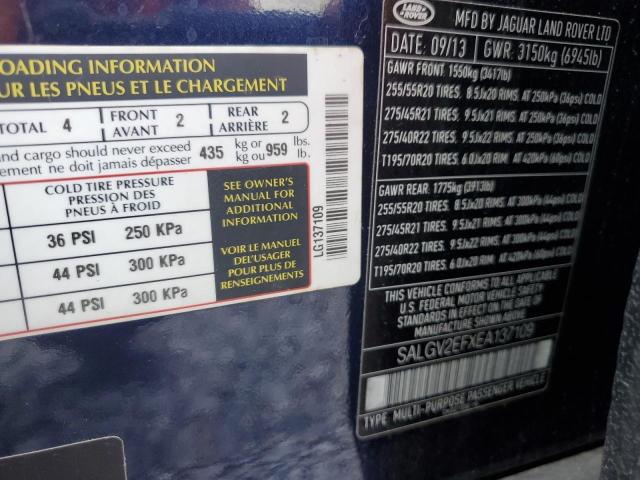 OADING INFORMATION
UR LES PNEUS ET LE CHARGEMENT
TOTAL 4
FRONT
AVANT 2
REAR
ARRIÈRE 2
nd cargo should never exceed
ement ne doit jamais dépasser
435 kg or
kg ou 959 lbs.
lb.
COLD TIRE PRESSURE
PRESSION DES
PNEUS À FROID
36 PSI 250 KPa
44 PSI 300 KPa
44 PSI 300 KPa
SEE OWNER'S
MANUAL FOR
ADDITIONAL
INFORMATION
VOIR LE MANUEL
DEL'USAGER
POUR PLUS DE
RENSEIGNEMENTS
LG137109
LAND
ROVER
MFD BY JAGUAR LAND ROVER LTD
DATE: 09/13 GWR: 3150kg (6945lb)
GAWR FRONT: 1550kg (3417lb)
255/55R20 TIRES. 8.5Jx20 RIMS. AT 250kPa (36psi) COLD
275/45R21 TIRES. 9.5Jx21 RIMS. AT 250kPa (36psi) COLD
275/40R22 TIRES. 9.5Jx22 RIMS. AT 250kPa (36psi) COLD
T195/70R20 TIRES. 6.0Jx20 RIM. AT 420kPa (60psi) COLD
GAWR REAR. 1775kg (3913lb)
255/55R20 TIRES. 8.5Jx20 RIMS. AT 300kPa (44psi) COLD
275/45R21 TIRES. 9.5Jx21 RIMS. AT 300kPa (44psi) COLD
275/40R22 TIRES. 9.5Jx22 RIMS. AT 300kPa (44psi) COLD
T195/70R20 TIRES. 6.0Jx20 RIM. AT 420kPa (60psi) COLD
THIS VEHICLE CONFORMS TO ALL APPLICABLE
U.S. FEDERAL MOTOR VEHICLE SAFETY
STANDARDS IN EFFECT ON THE DATE OF
MANUFACTURE SHOWN ABOVE.
SALGV2EFXEA137109
TYPE: MULTI-PURPOSE PASSENGER VEHICLE